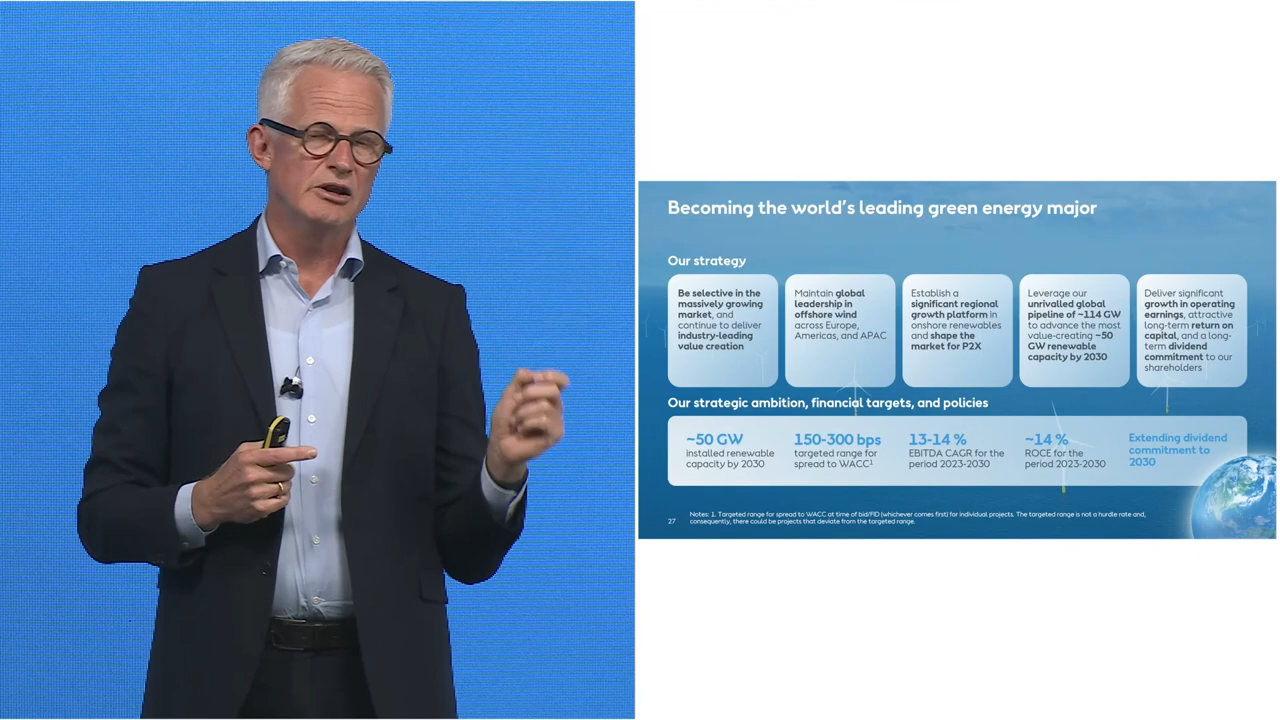 Becoming the world's leading green energy major
Our strategy
Be selective in the
massively growing
market, and
continue to deliver
industry-leading
value creation
Maintain global
leadership in
offshore wind
across Europe,
Americas, and APAC
Establish a
significant regional
growth platform in
onshore renewables
and shape the
market for P2X
Leverage our
unrivalled global
pipeline of ~114 GW
to advance the most
value-creating ~50
GW renewable
capacity by 2030
Deliver significant
growth in operating
earnings, attractive
long-term return on
capital, and a long-
term dividend
commitment to our
shareholders
Our strategic ambition, financial targets, and policies
~50 GW
installed renewable
capacity by 2030
150-300 bps
targeted range for
spread to WACC¹
13-14 %
EBITDA CAGR for the
period 2023-2030
~14 %
ROCE for the
period 2023-2030
Extending dividend
commitment to
2030
Notes: 1. Targeted range for spread to WACC at time of bid/FID (whichever comes first) for individual projects. The targeted range is not a hurdle rate and,
consequently, there could be projects that deviate from the targeted range.
27